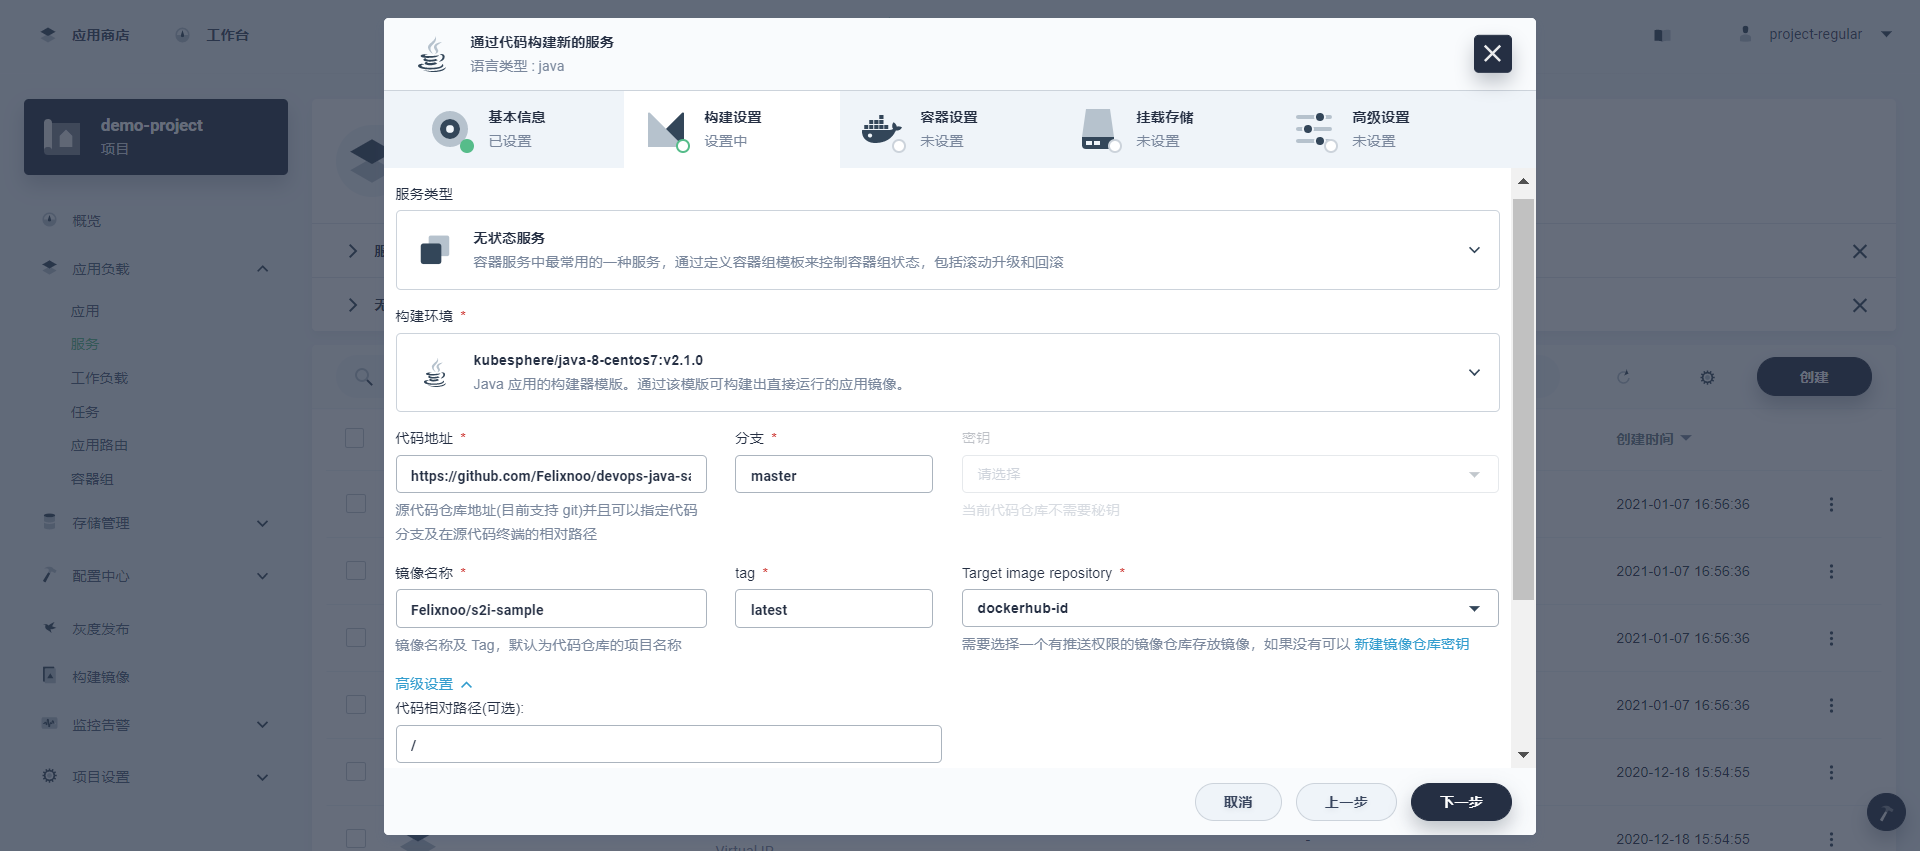 应用商店
工作台
project-regular
demo-project
项目
概览
应用负载
应用
服务
工作负载
任务
应用路由
容器组
存储管理
配置中心
灰度发布
构建镜像
监控告警
项目设置
通过代码构建新的服务
语言类型 : java
基本信息
已设置
构建设置
设置中
容器设置
未设置
挂载存储
未设置
高级设置
未设置
服务类型
无状态服务
容器服务中最常用的一种服务，通过定义容器组模板来控制容器组状态，包括滚动升级和回滚
构建环境 *
kubesphere/java-8-centos7:v2.1.0
Java 应用的构建器模版。通过该模版可构建出直接运行的应用镜像。
代码地址 *
分支 *
密钥
https://github.com/Felixnoo/devops-java-sa
master
请选择
源代码仓库地址(目前支持 git)并且可以指定代码
分支及在源代码终端的相对路径
当前代码仓库不需要秘钥
镜像名称 *
tag *
Target image repository *
Felixnoo/s2i-sample
latest
dockerhub-id
镜像名称及 Tag，默认为代码仓库的项目名称
需要选择一个有推送权限的镜像仓库存放镜像，如果没有可以 新建镜像仓库密钥
高级设置
代码相对路径(可选):
/
取消
上一步
下一步
创建
创建时间
2021-01-07 16:56:36
2021-01-07 16:56:36
2021-01-07 16:56:36
2021-01-07 16:56:36
2020-12-18 15:54:55
2020-12-18 15:54:55
Virtual IP
-